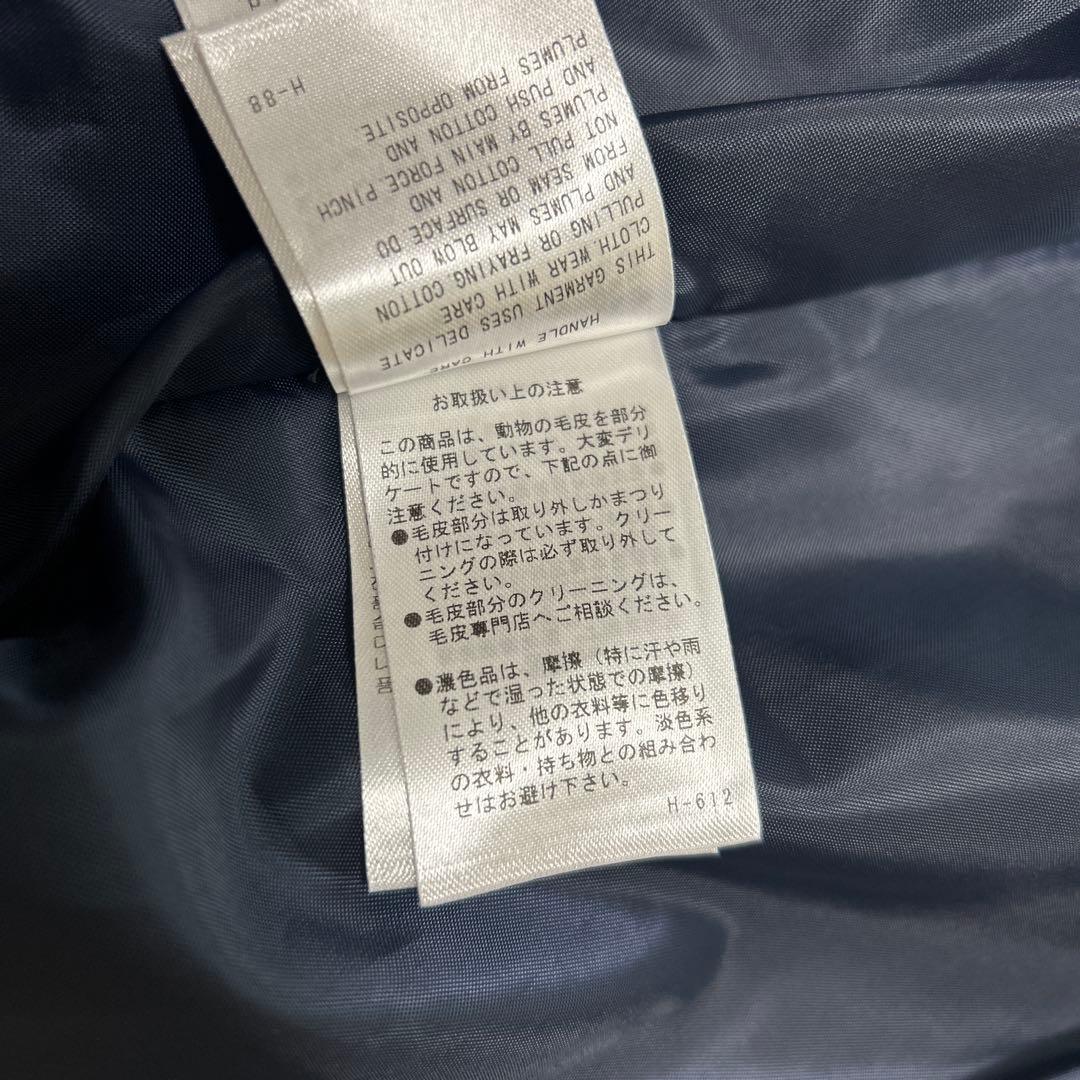 H-88
HANDLE WITH CARE
THIS GARMENT USES DELICATE
CLOTH WEAR WITH CARE
PULLING OR FRAYING COTTON
AND PLUMES MAY BLOW OUT
FROM SEAM OR SURFACE DO
NOT PULL COTTON AND
PLUMES BY MAIN FORCE PINCH
AND PUSH COTTON AND
PLUMES FROM OPPOSITE
お取扱い上の注意
この商品は、動物の毛皮を部分
的に使用しています。大変デリ
ケートですので、下記の点に御
注意ください。
●毛皮部分は取り外しかまつり
付けになっています。クリー
ニングの際は必ず取り外して
ください。
●毛皮部分のクリーニングは、
毛皮専門店へご相談ください。
●濃色品は、摩擦（特に汗や雨
などで湿った状態での摩擦）
により、他の衣料等に色移り
することがあります。淡色系
の衣料・持ち物との組み合わ
せはお避け下さい。
H-612